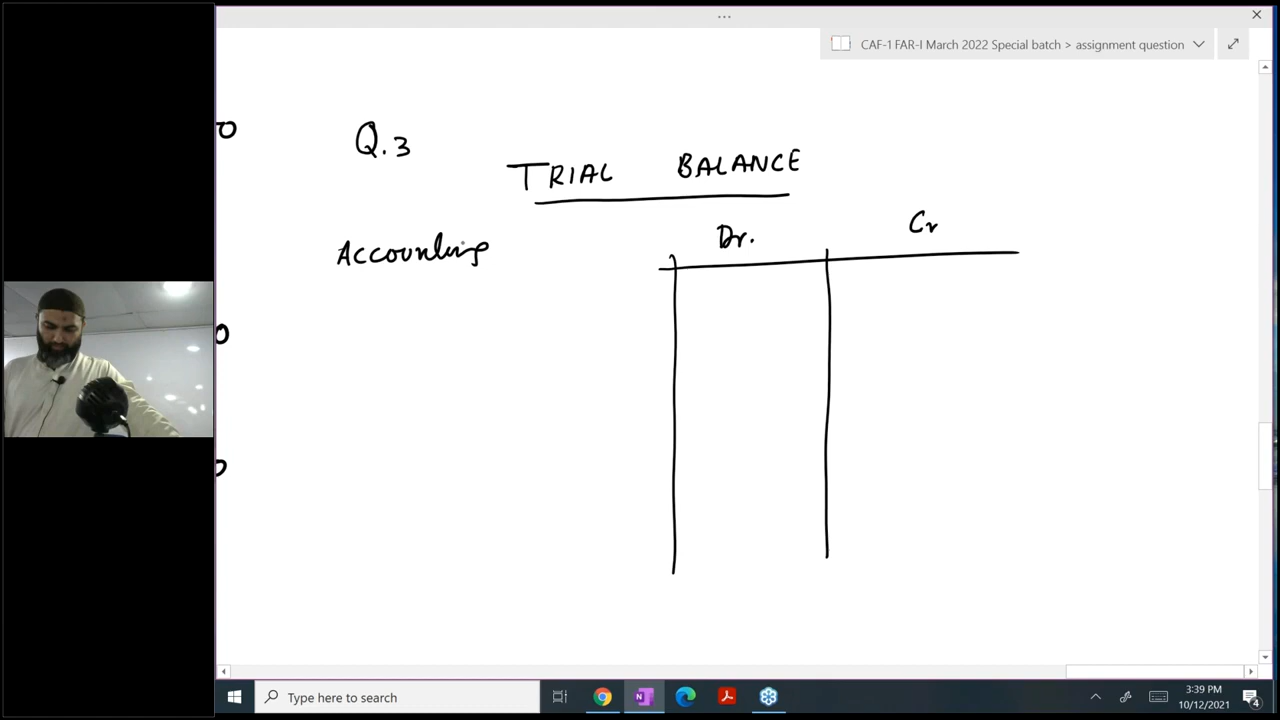 CAF-1 FAR-I March 2022 Special batch > assignment question
Q.3
TRIAL BALANCE
Accounting Dr. Cr
Type here to search
3:39 PM
10/12/2021
4